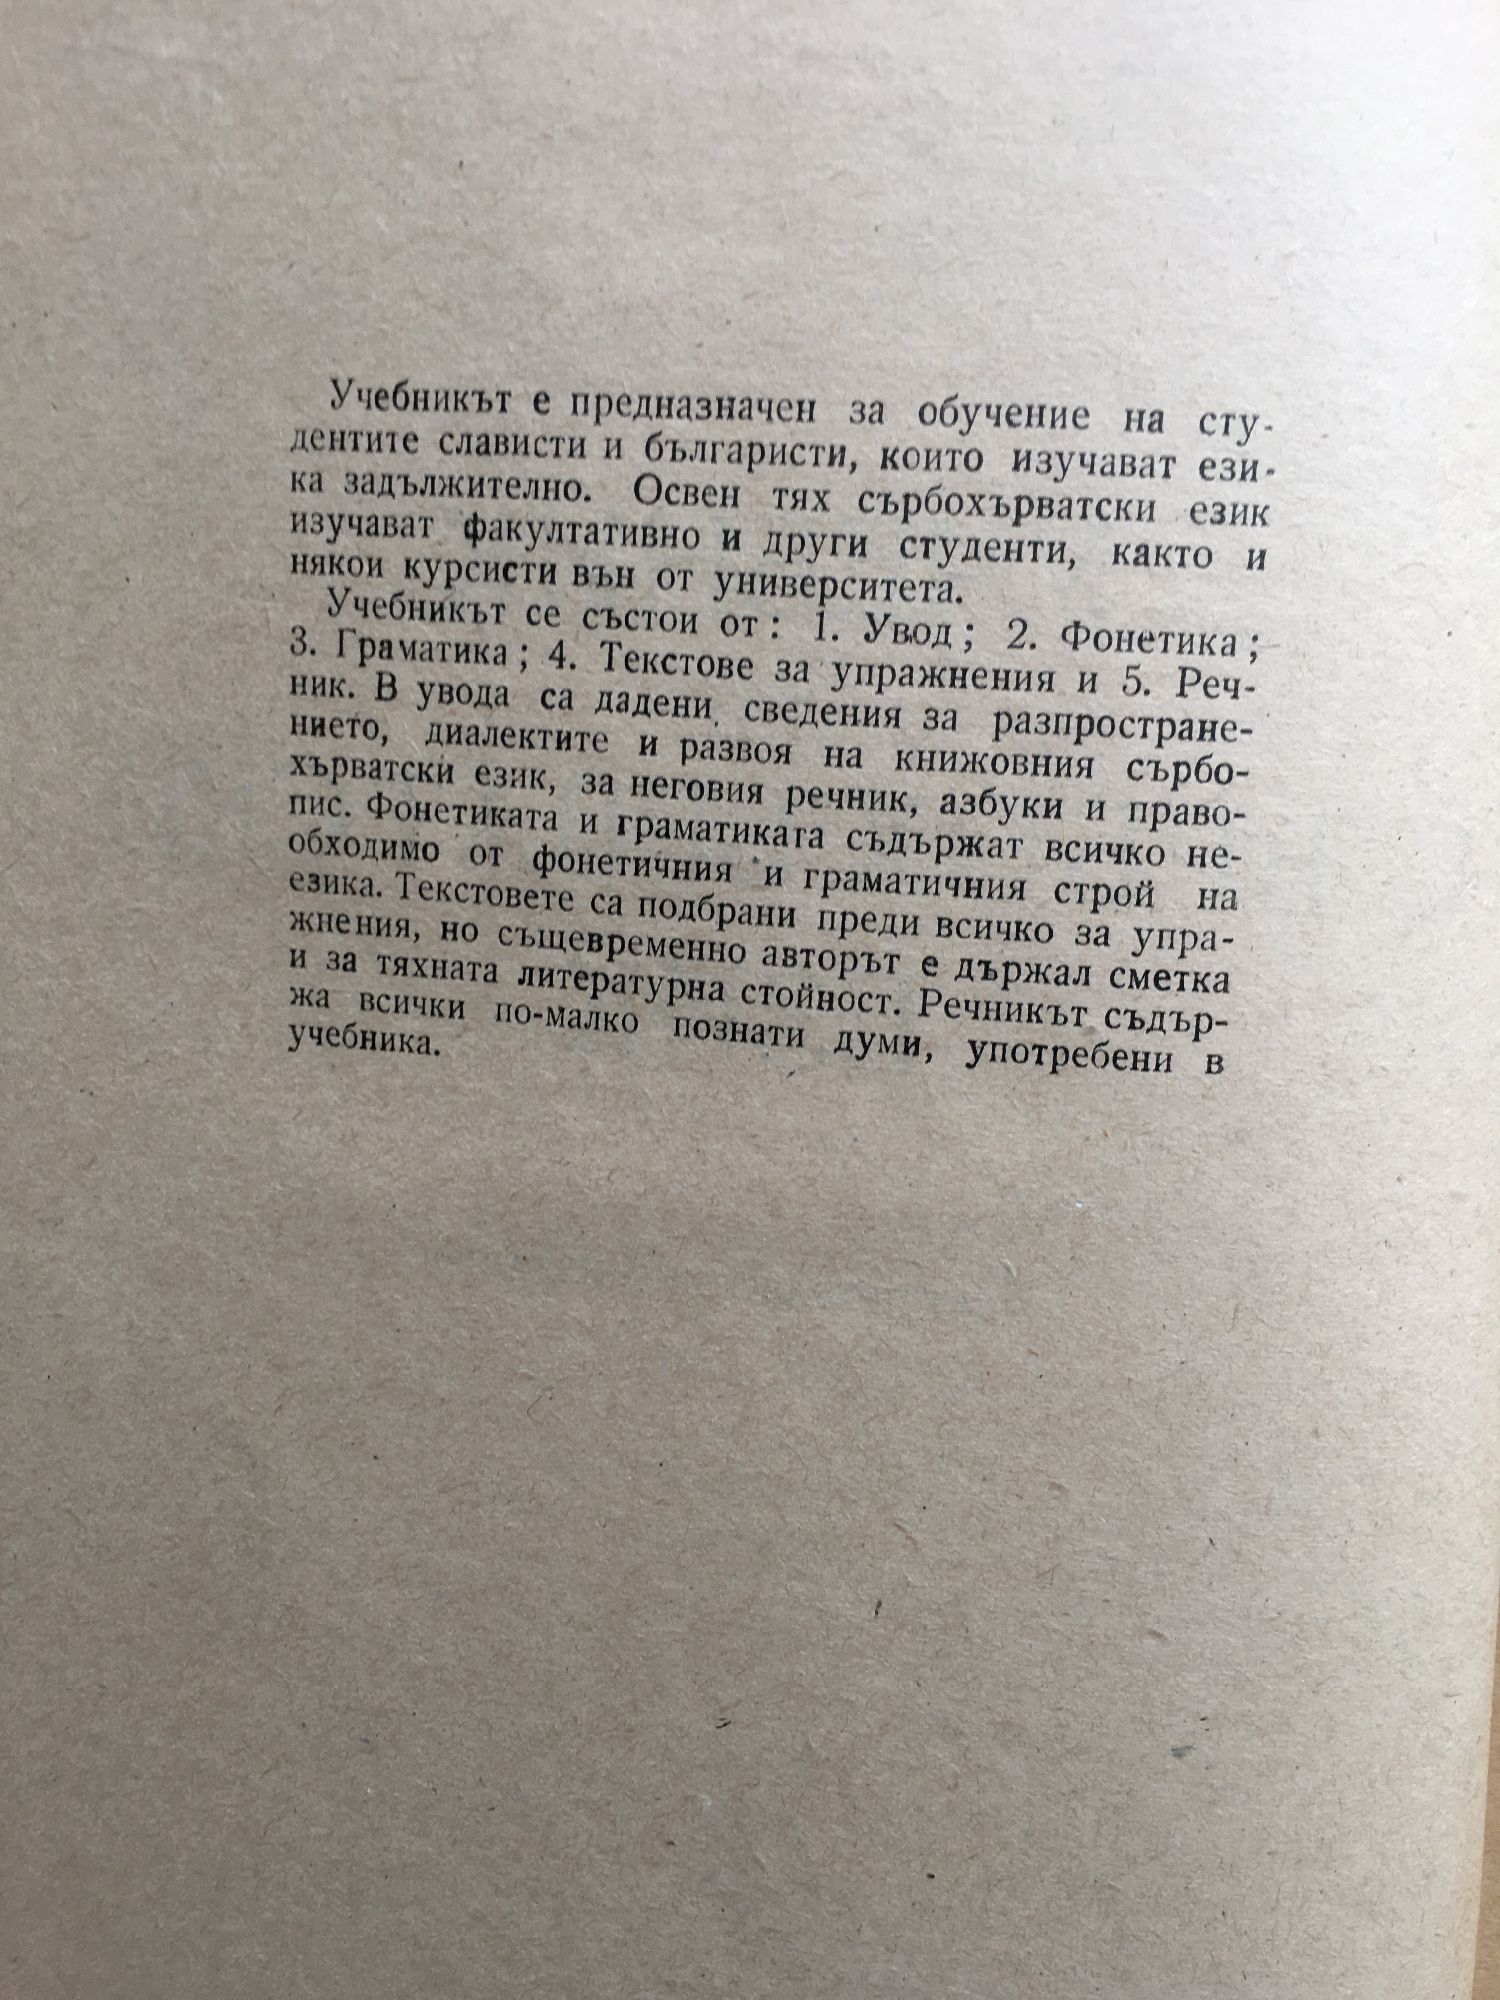 Учебникът е предназначен за обучение на сту-
дентите слависти и българисти, които изучават ези-
ка задължително. Освен тях сърбохърватски език
изучават факултативно и други студенти, както и
някои курсисти вън от университета.
Учебникът се състои от: 1. Увод; 2. Фонетика;
3. Граматика; 4. Текстове за упражнения и 5. Реч-
ник. В увода са дадени сведения за разпростране-
нието, диалектите и развоя на книжовния сърбо-
хърватски език, за неговия речник, азбуки и право-
пис. Фонетиката и граматиката съдържат всичко не-
обходимо от фонетичния и граматичния строй на
езика. Текстовете са подбрани преди всичко за упра-
жнения, но същевременно авторът е държал сметка
и за тяхната литературна стойност. Речникът съдър-
жа всички по-малко познати думи, употребени в
учебника.